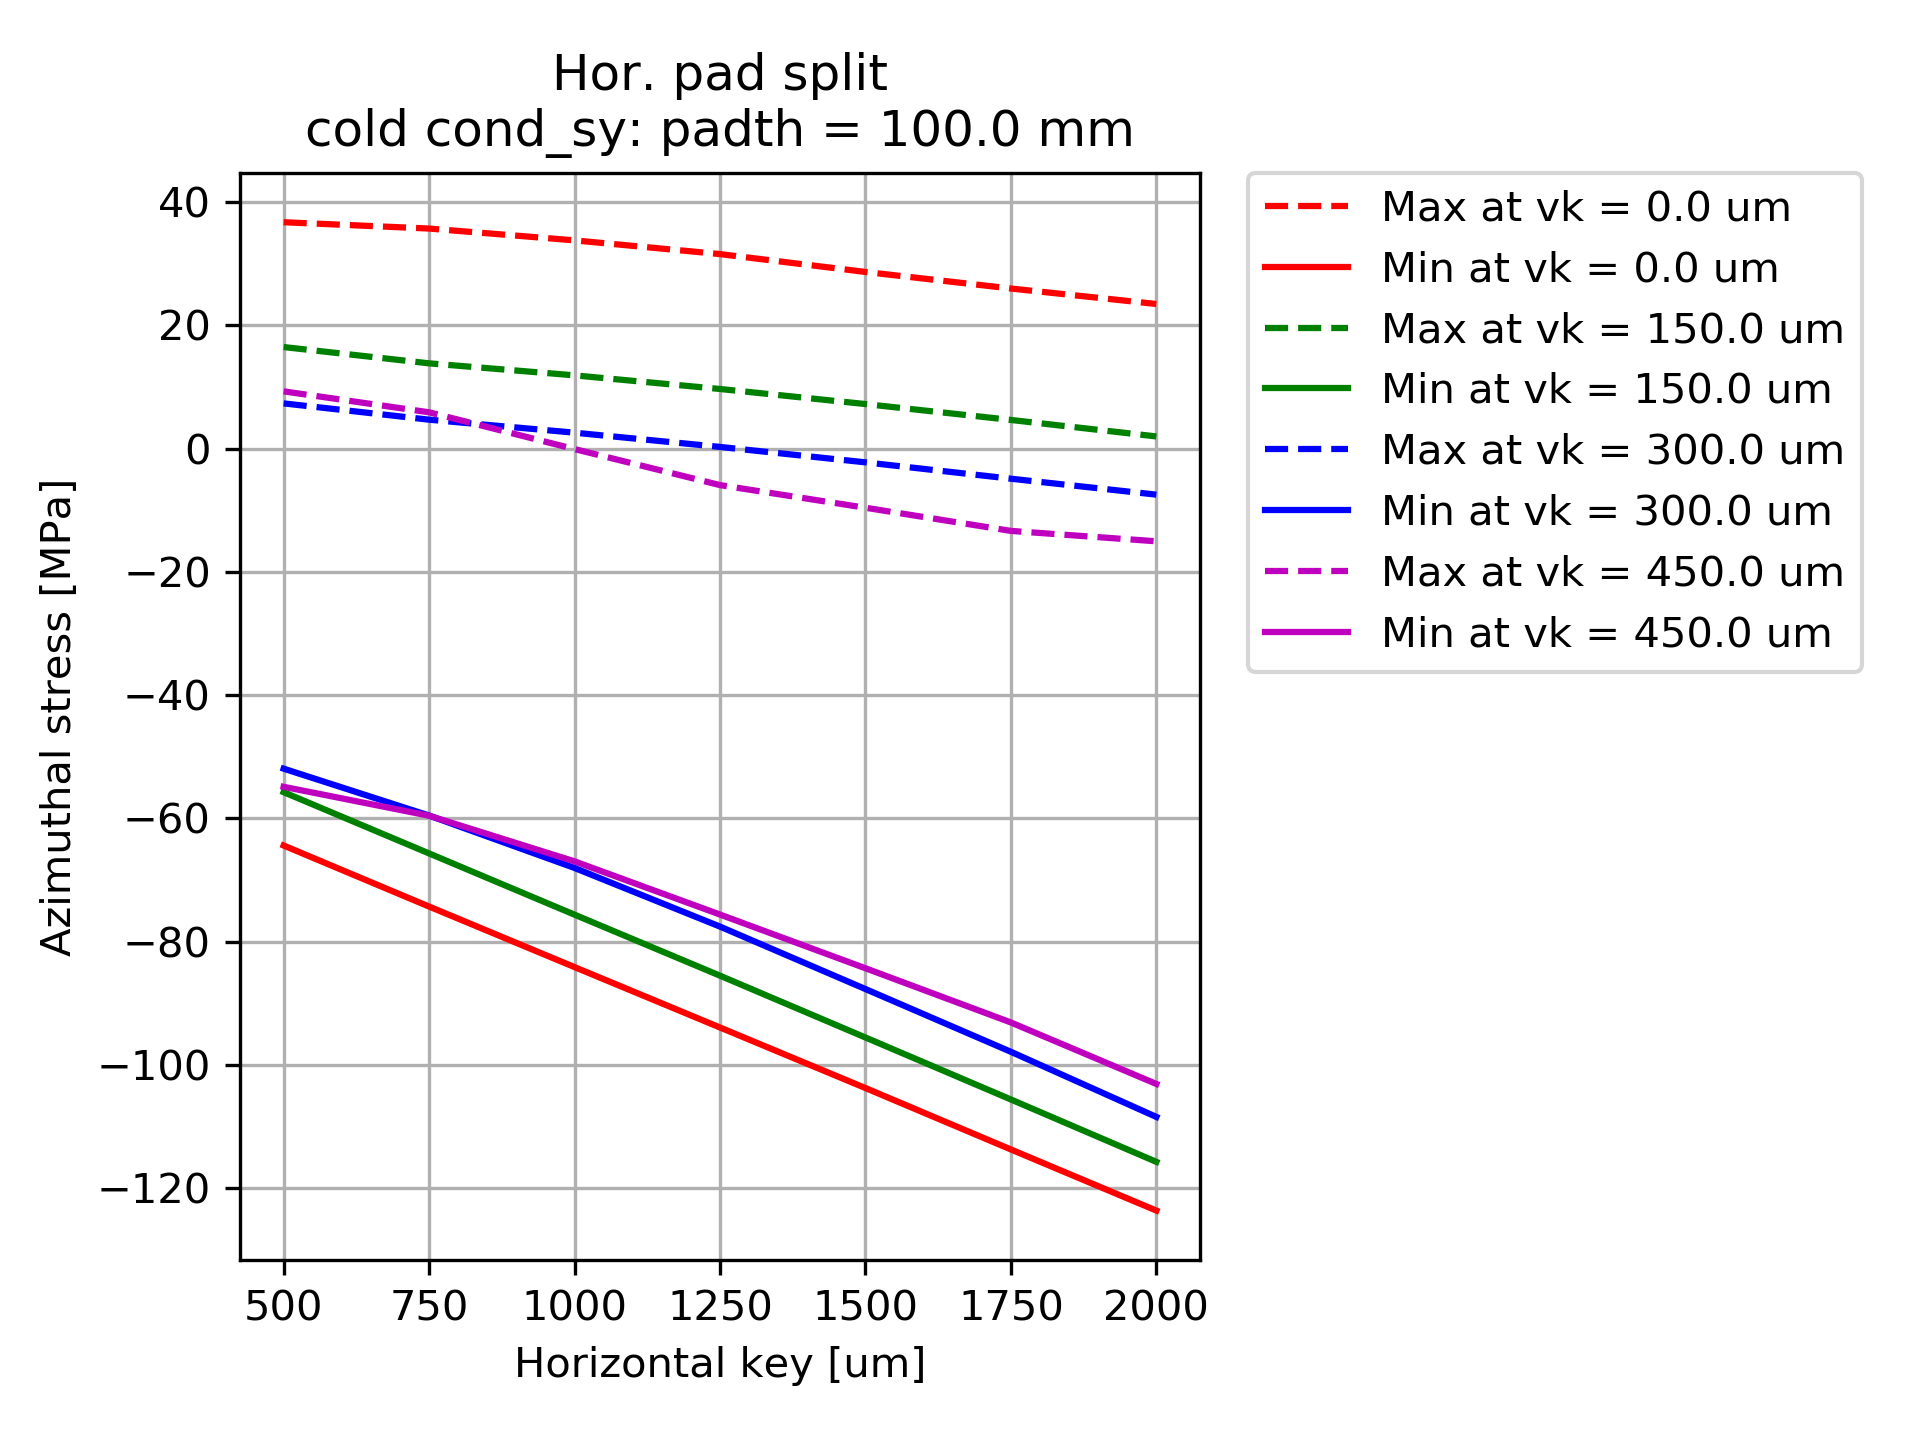 Hor. pad split
cold cond_sy: padth = 100.0 mm
40
20
0
−20
−40
−60
−80
−100
−120
Azimuthal stress [MPa]
500 750 1000 1250 1500 1750 2000
Horizontal key [um]
Max at vk = 0.0 um
Min at vk = 0.0 um
Max at vk = 150.0 um
Min at vk = 150.0 um
Max at vk = 300.0 um
Min at vk = 300.0 um
Max at vk = 450.0 um
Min at vk = 450.0 um